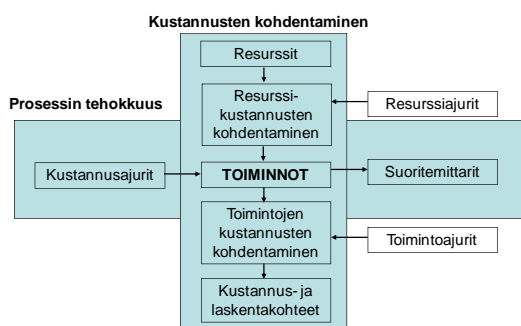 Kustannusten kohdentaminen
Resurssit
Prosessin tehokkuus
Resurssi-
kustannusten
kohdentaminen
Resurssiajurit
Kustannusajurit
TOIMINNOT
Suoritemittarit
Toimintojen
kustannusten
kohdentaminen
Toimintoajurit
Kustannus- ja
laskentakohteet